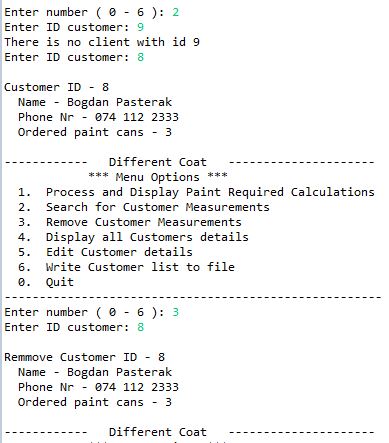 Enter number ( 0 - 6 ): 2
Enter ID customer: 9
There is no client with id 9
Enter ID customer: 8
Customer ID - 8
Name - Bogdan Pasterak
Phone Nr - 074 112 2333
Ordered paint cans - 3
------------ Different Coat ---------------------
*** Menu Options ***
1. Process and Display Paint Required Calculations
2. Search for Customer Measurements
3. Remove Customer Measurements
4. Display all Customers details
5. Edit Customer details
6. Write Customer list to file
0. Quit
------------------------------------------------------
Enter number ( 0 - 6 ): 3
Enter ID customer: 8
Remmove Customer ID - 8
Name - Bogdan Pasterak
Phone Nr - 074 112 2333
Ordered paint cans - 3
------------ Different Coat ---------------------